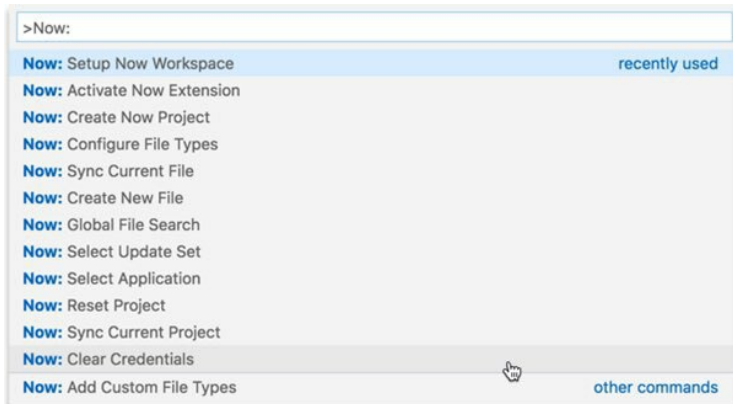 >Now:
Now: Setup Now Workspace recently used
Now: Activate Now Extension
Now: Create Now Project
Now: Configure File Types
Now: Sync Current File
Now: Create New File
Now: Global File Search
Now: Select Update Set
Now: Select Application
Now: Reset Project
Now: Sync Current Project
Now: Clear Credentials
Now: Add Custom File Types other commands